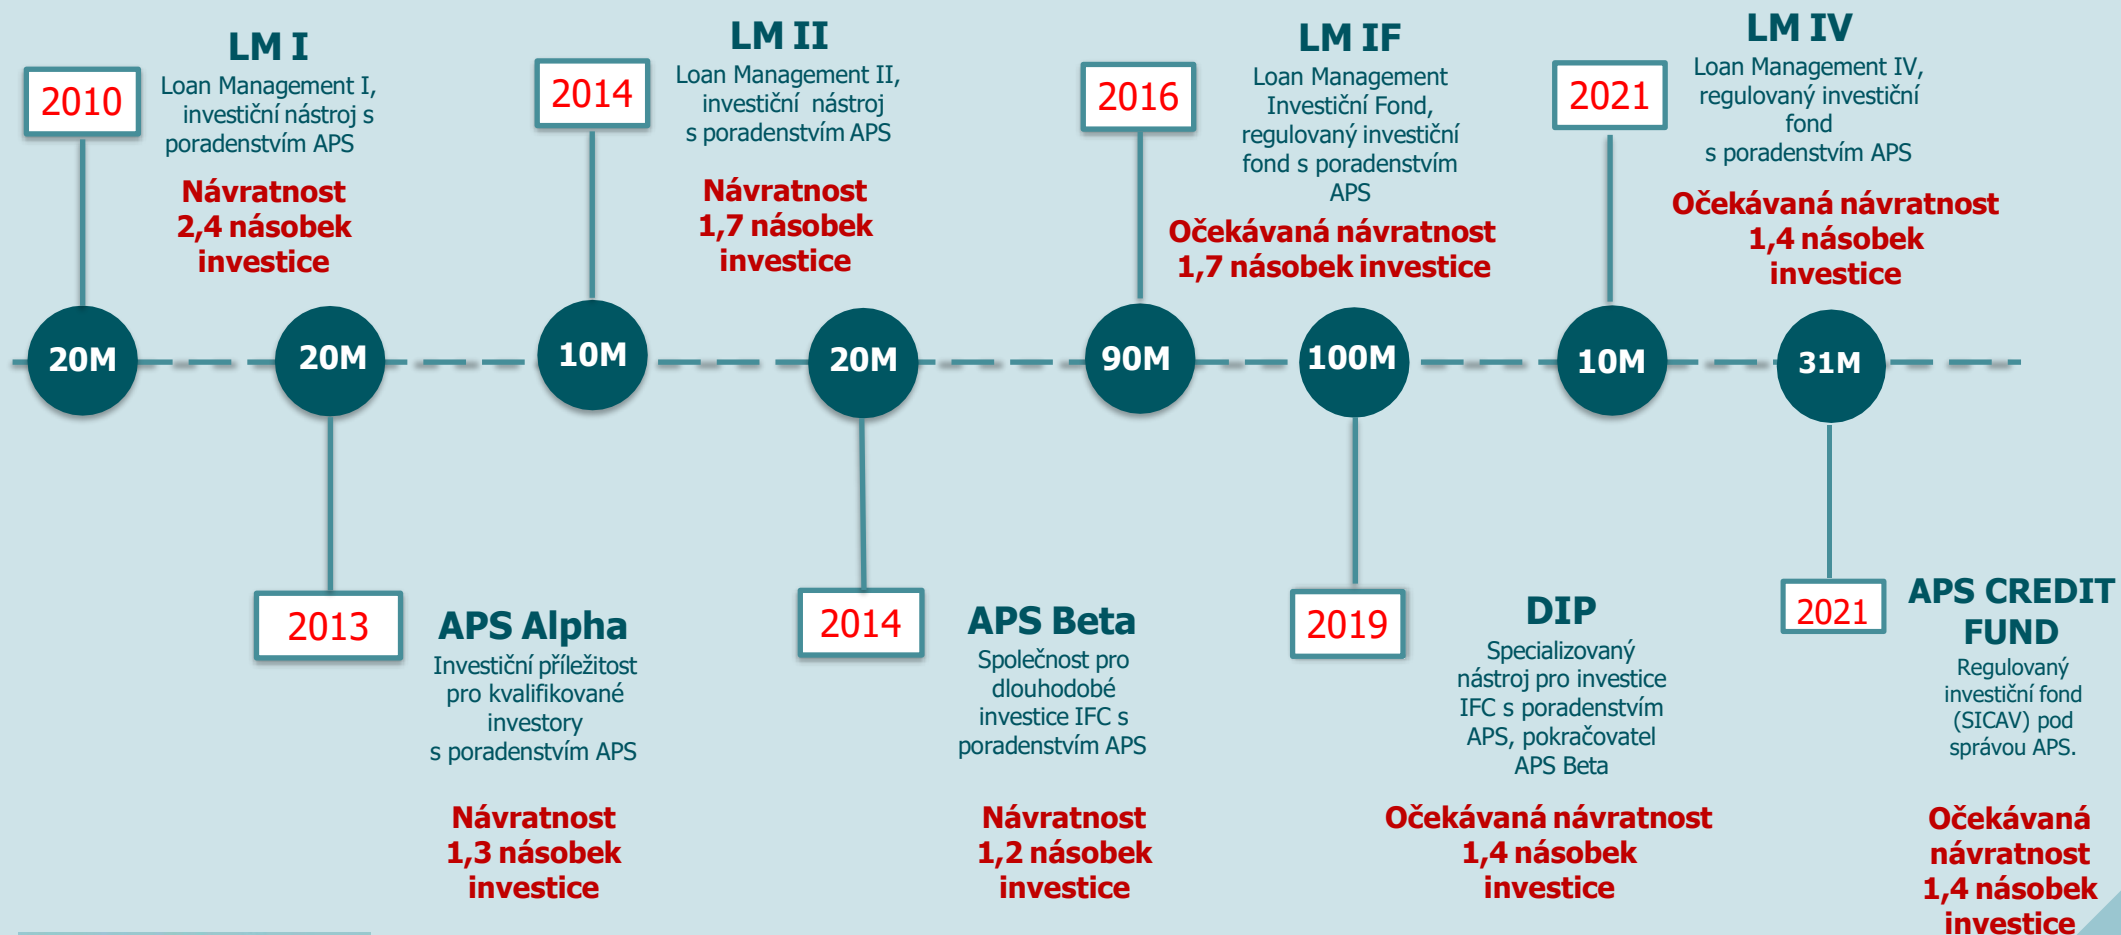 LM I
2010
Loan Management I,
investiční nástroj s
poradenstvím APS
Návratnost
2,4 násobek
investice
LM II
2014
Loan Management II,
investiční nástroj
s poradenstvím APS
Návratnost
1,7 násobek
investice
LM IF
2016
Loan Management
Investiční Fond,
regulovaný investiční
fond s poradenstvím
APS
Očekávaná návratnost
1,7 násobek investice
LM IV
2021
Loan Management IV,
regulovaný investiční
fond
s poradenstvím APS
Očekávaná návratnost
1,4 násobek
investice
20M
20M
10M
20M
90M
100M
10M
31M
2013
APS Alpha
Investiční příležitost
pro kvalifikované
investory
s poradenstvím APS
Návratnost
1,3 násobek
investice
2014
APS Beta
Společnost pro
dlouhodobé
investice IFC s
poradenstvím APS
Návratnost
1,2 násobek
investice
2019
DIP
Specializovaný
nástroj pro investice
IFC s poradenstvím
APS, pokračovatel
APS Beta
Očekávaná návratnost
1,4 násobek
investice
2021
APS CREDIT
FUND
Regulovaný
investiční fond
(SICAV) pod
správou APS.
Očekávaná
návratnost
1,4 násobek
investice